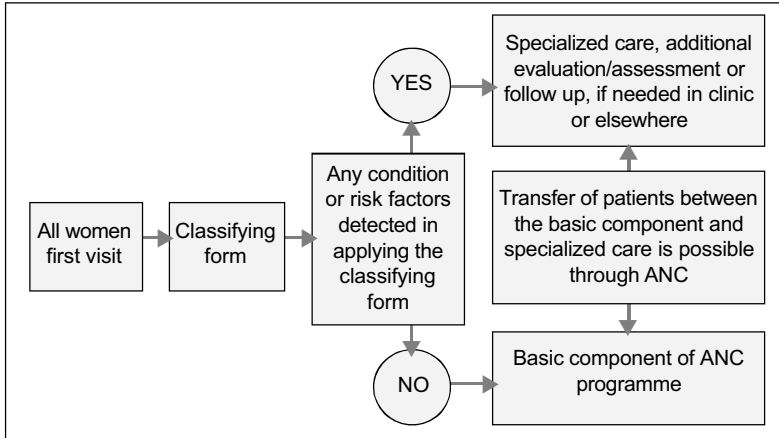 All women
first visit
Classifying
form
Any condition
or risk factors
detected in
applying the
classifying
form
YES
Specialized care, additional
evaluation/assessment or
follow up, if needed in clinic
or elsewhere
Transfer of patients between
the basic component and
specialized care is possible
through ANC
NO
Basic component of ANC
programme